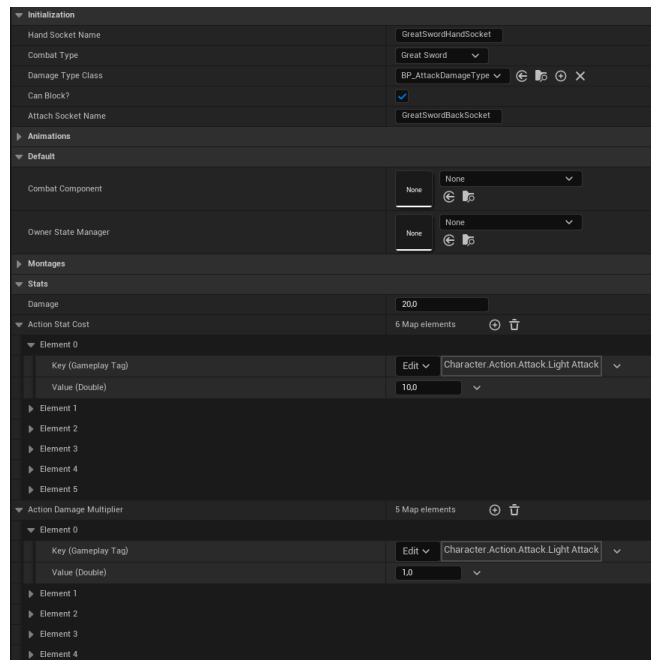 Initialization
Hand Socket Name GreatSwordHandSocket
Combat Type Great Sword
Damage Type Class BP_AttackDamageType
Can Block?
Attach Socket Name GreatSwordBackSocket
Animations
Default
Combat Component None None
Owner State Manager None None
Montages
Stats
Damage 20,0
Action Stat Cost 6 Map elements
Element 0
Key (Gameplay Tag) Edit Character.Action.Attack.Light Attack
Value (Double) 10,0
Element 1
Element 2
Element 3
Element 4
Element 5
Action Damage Multiplier 5 Map elements
Element 0
Key (Gameplay Tag) Edit Character.Action.Attack.Light Attack
Value (Double) 1,0
Element 1
Element 2
Element 3
Element 4